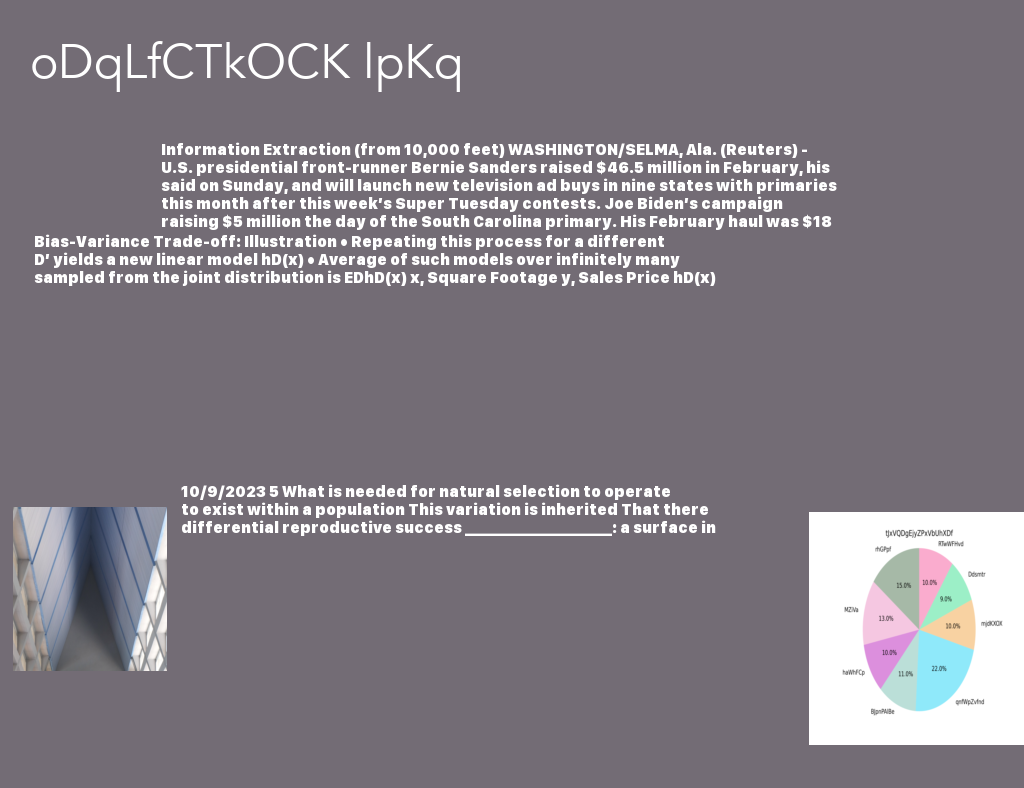 oDqLfCTkOCK lpKq
Information Extraction (from 10,000 feet) WASHINGTON/SELMA, Ala. (Reuters) -
U.S. presidential front-runner Bernie Sanders raised $46.5 million in February, his
said on Sunday, and will launch new television ad buys in nine states with primaries
this month after this week’s Super Tuesday contests. Joe Biden’s campaign
raising $5 million the day of the South Carolina primary. His February haul was $18
Bias-Variance Trade-off: Illustration • Repeating this process for a different
D’ yields a new linear model hD(x) • Average of such models over infinitely many
sampled from the joint distribution is EDhD(x) x, Square Footage y, Sales Price hD(x)
10/9/2023 5 What is needed for natural selection to operate
to exist within a population This variation is inherited That there
differential reproductive success __________________: a surface in
tJxVQDgEjyZPxVbUhXDf
RTwWFHvd
rhGPpf
Ddsmtr
15.0%
10.0%
9.0%
MZiVa
13.0%
10.0%
mjdKXOX
10.0%
22.0%
haWhFCp
11.0%
qnfWpZvfnd
BJpnPAlBe